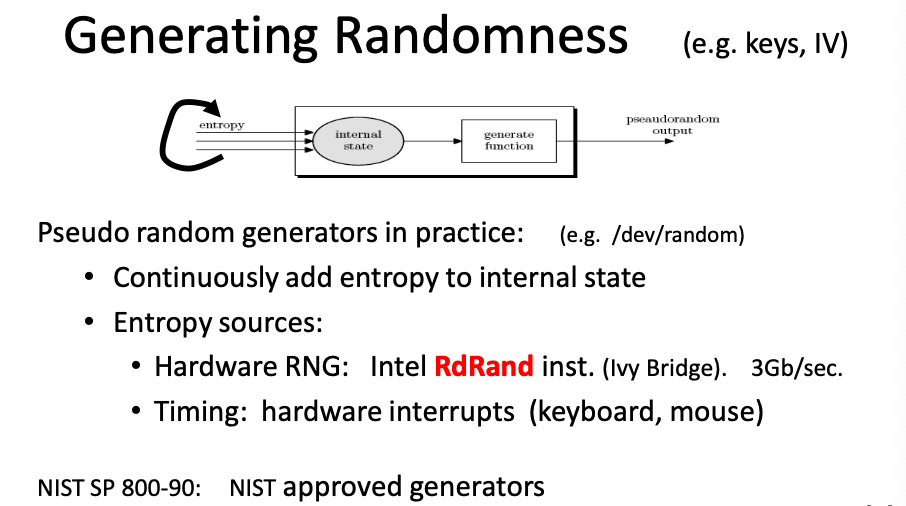 Generating Randomness (e.g. keys, IV)
entropy
internal
state
generate
function
pseaudorandom
output
Pseudo random generators in practice: (e.g. /dev/random)
• Continuously add entropy to internal state
• Entropy sources:
• Hardware RNG: Intel RdRand inst. (Ivy Bridge). 3Gb/sec.
• Timing: hardware interrupts (keyboard, mouse)
NIST SP 800-90: NIST approved generators